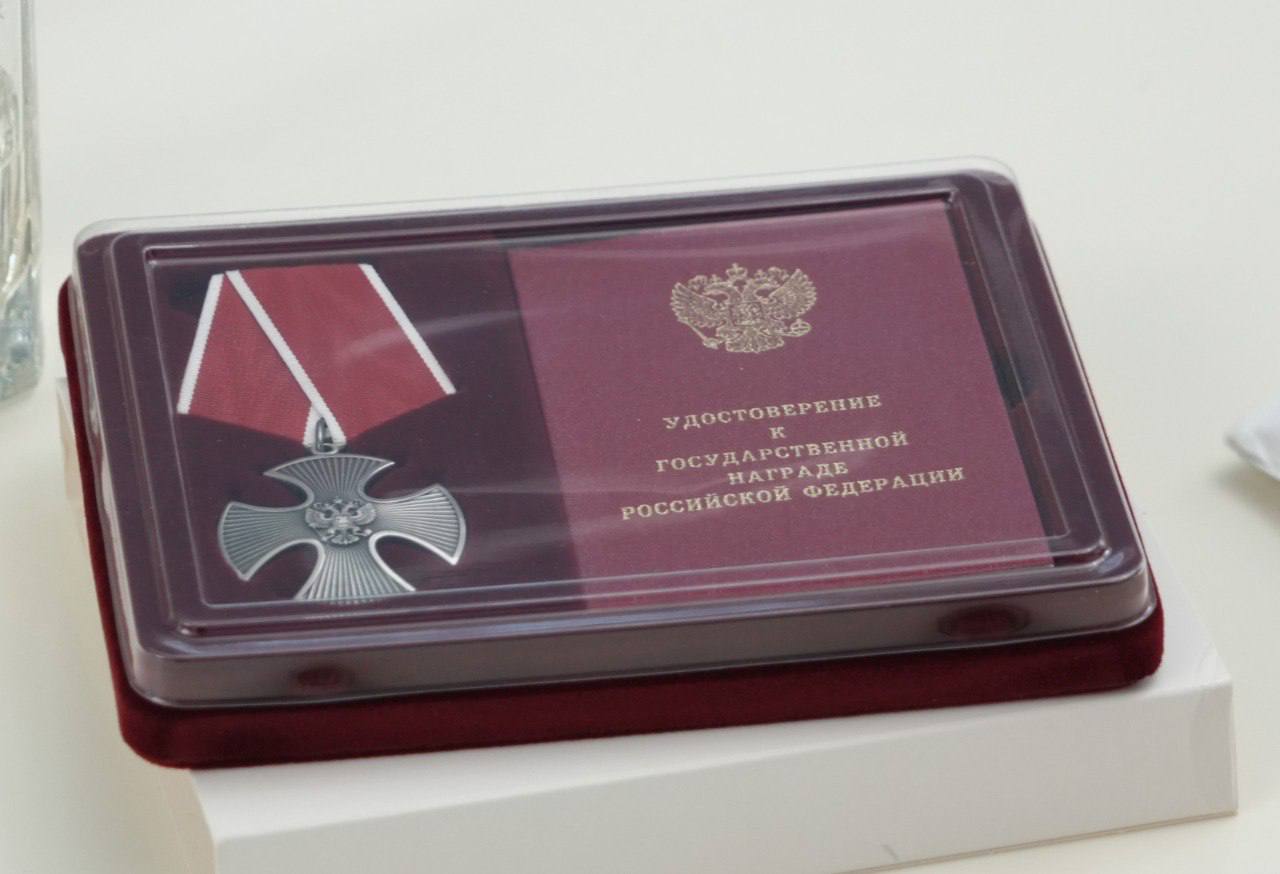 УДОСТОВЕРЕНИЕ
К
ГОСУДАРСТВЕННОЙ
НАГРАДЕ
РОССИЙСКОЙ ФЕДЕРАЦИИ